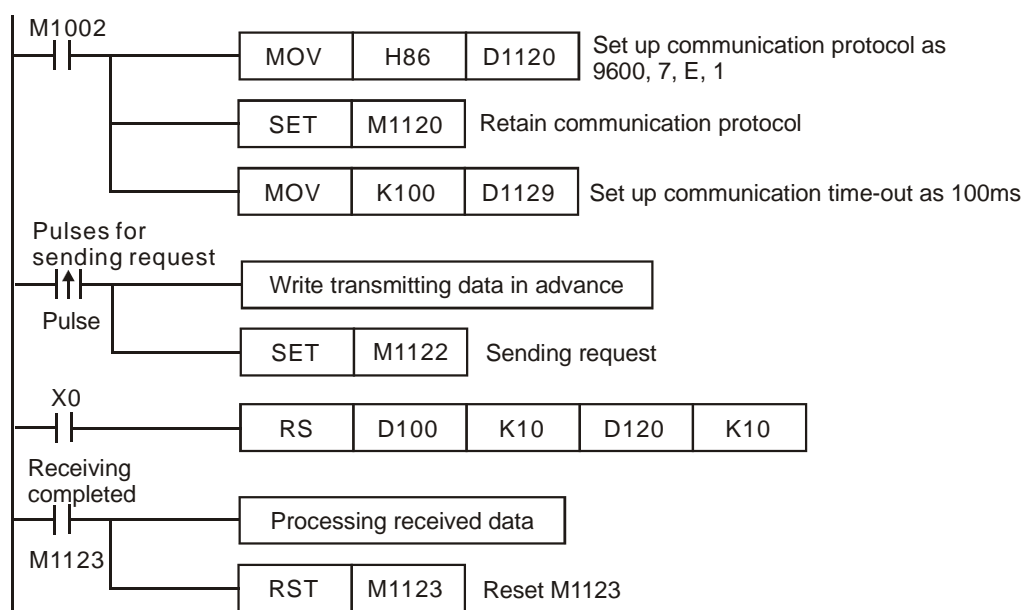 M1002
MOV H86 D1120 Set up communication protocol as
9600, 7, E, 1
SET M1120 Retain communication protocol
MOV K100 D1129 Set up communication time-out as 100ms
Pulses for
sending request
Write transmitting data in advance
Pulse
SET M1122 Sending request
X0
RS D100 K10 D120 K10
Receiving
completed
Processing received data
M1123
RST M1123 Reset M1123